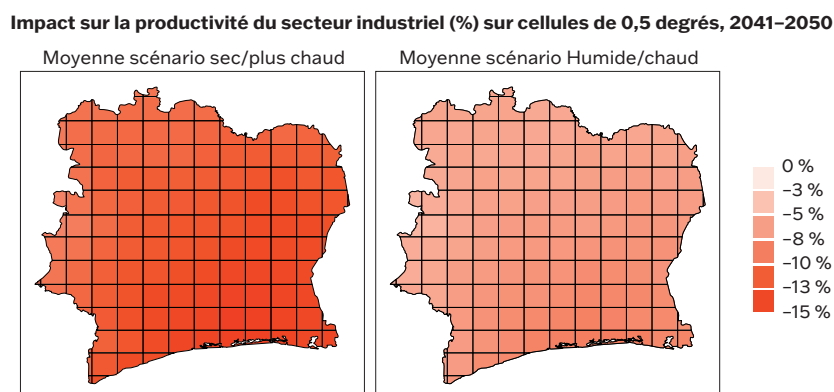 Impact sur la productivité du secteur industriel (%) sur cellules de 0,5 degrés, 2041–2050
Moyenne scénario sec/plus chaud
Moyenne scénario Humide/chaud
0 %
–3 %
–5 %
–8 %
–10 %
–13 %
–15 %